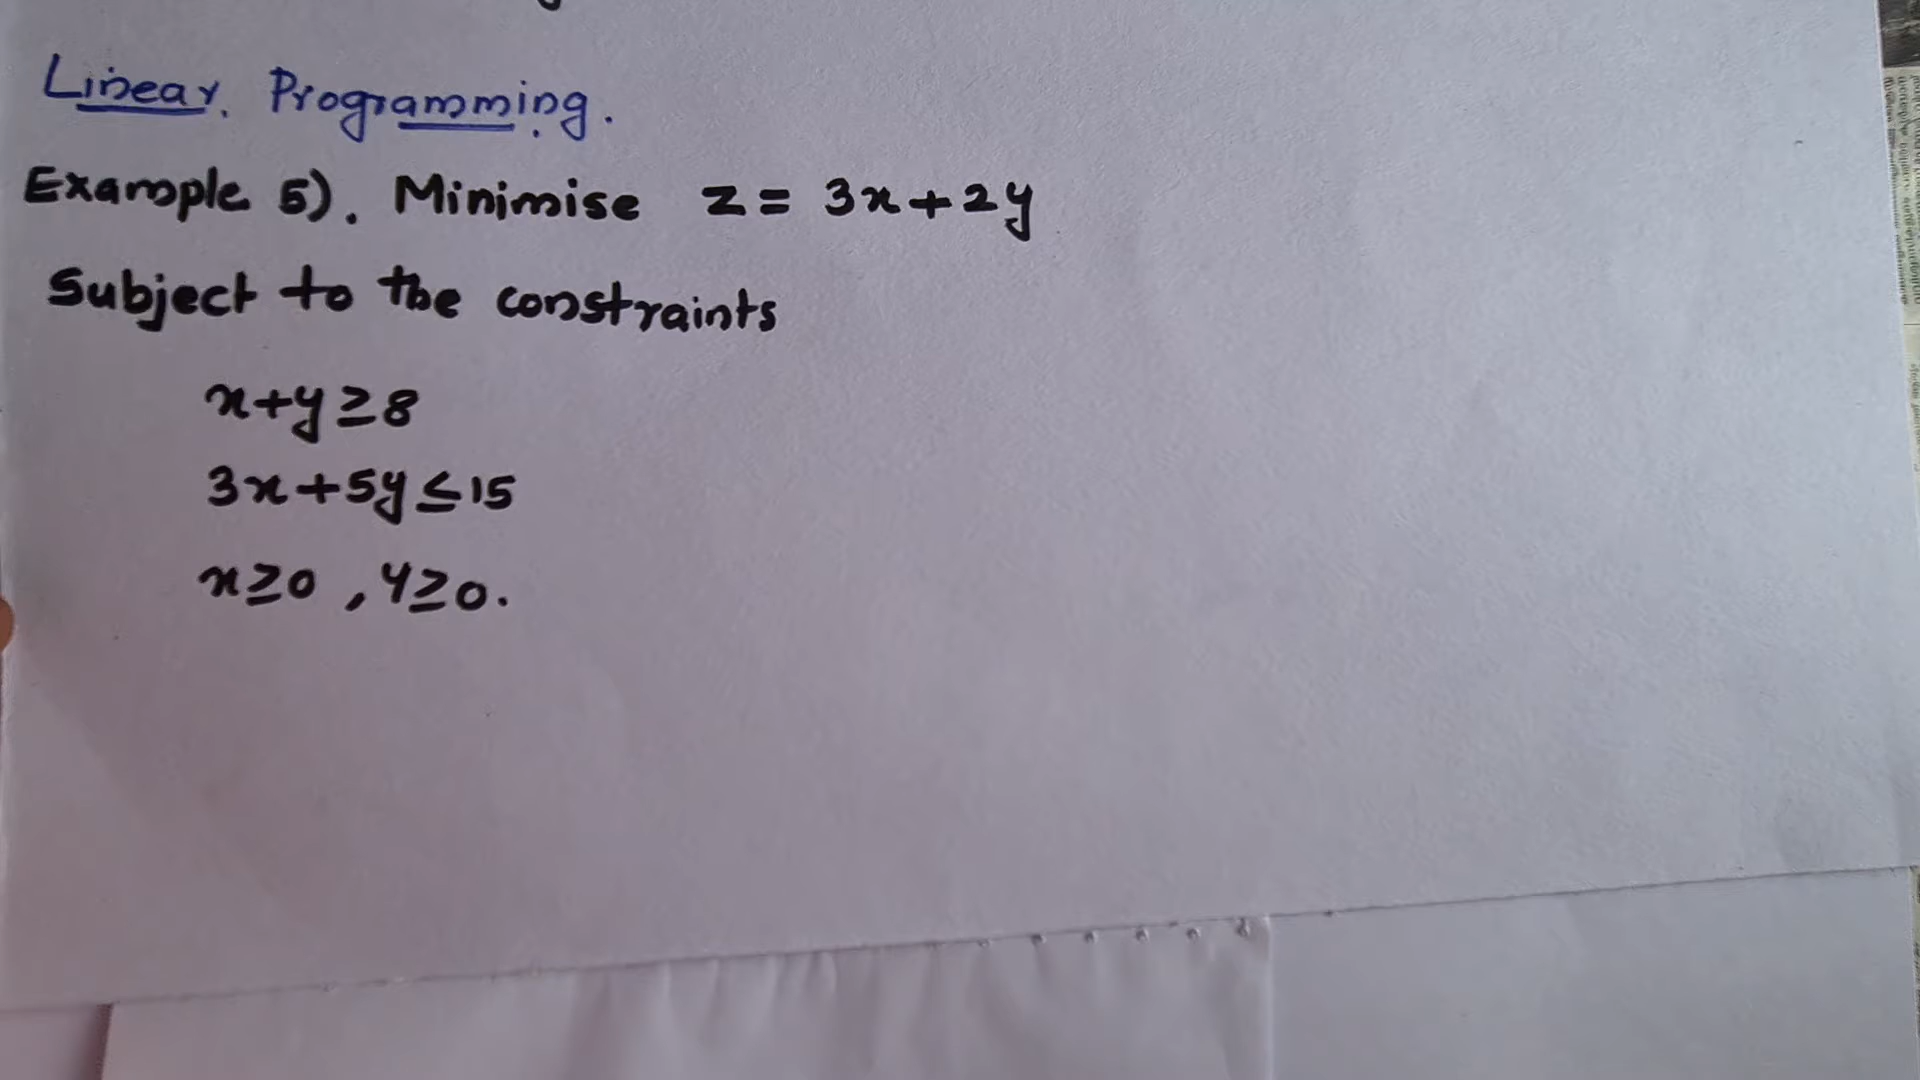 Linear Programming.
Example 5). Minimise z = 3x+2y
Subject to the constraints
x+y≥8
3x+5y≤15
x≥0 , y≥0.